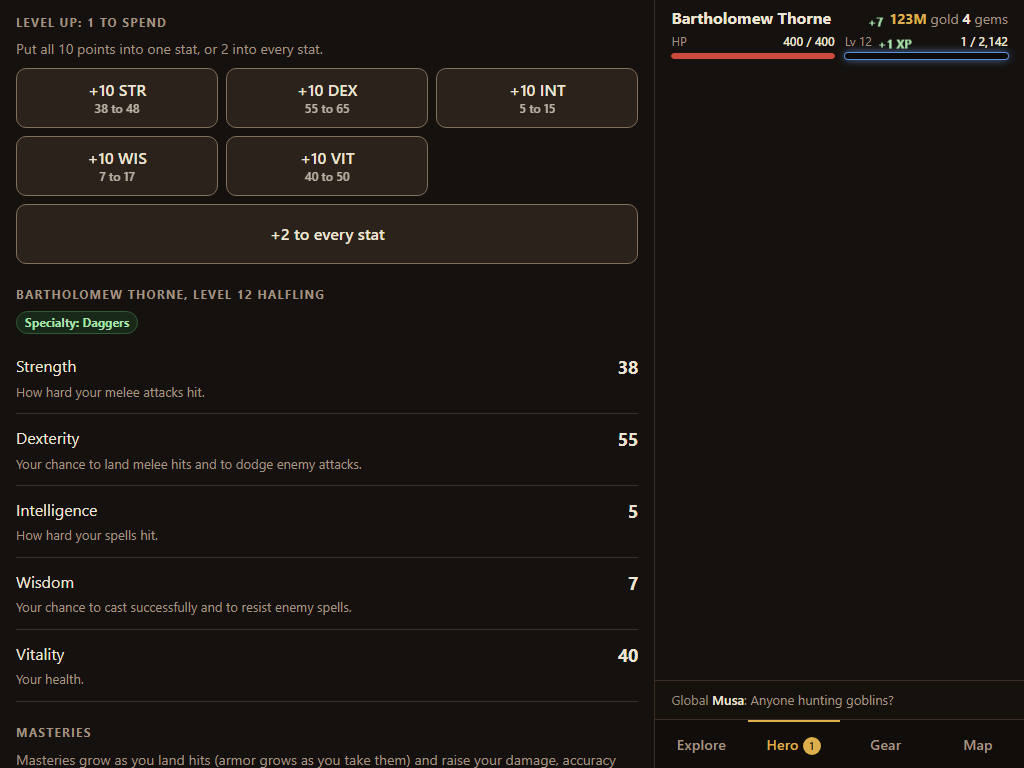 LEVEL UP: 1 TO SPEND
Put all 10 points into one stat, or 2 into every stat.
+10 STR
38 to 48
+10 DEX
55 to 65
+10 INT
5 to 15
+10 WIS
7 to 17
+10 VIT
40 to 50
+2 to every stat
BARTHOLOMEW THORNE, LEVEL 12 HALFLING
Specialty: Daggers
Strength 38
How hard your melee attacks hit.
Dexterity 55
Your chance to land melee hits and to dodge enemy attacks.
Intelligence 5
How hard your spells hit.
Wisdom 7
Your chance to cast successfully and to resist enemy spells.
Vitality 40
Your health.
MASTERIES
Masteries grow as you land hits (armor grows as you take them) and raise your damage, accuracy
Bartholomew Thorne +7 123M gold 4 gems
HP 400 / 400 Lv 12 +1 XP 1 / 2,142
Global Musa: Anyone hunting goblins?
Explore Hero 1 Gear Map